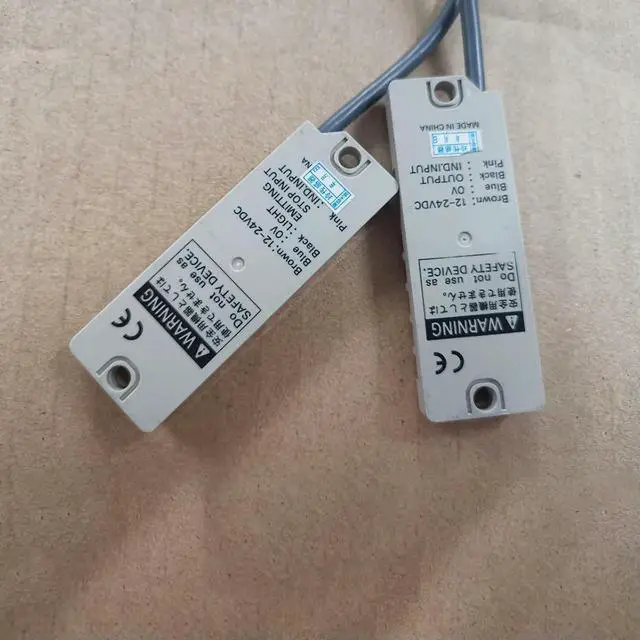 ⚠ WARNING
安全用機器としては
使用できません。
Do not use as
SAFETY DEVICE.
Brown:12-24VDC
Blue :0V
Black :LIGHT
EMITTING
STOP INPUT
Pink :IND.INPUT
NA
CE
⚠ WARNING
安全用機器としては
使用できません。
Do not use as
SAFETY DEVICE.
Brown: 12-24VDC
Blue : 0V
Black : OUTPUT
Pink : IND.INPUT
MADE IN CHINA
CE